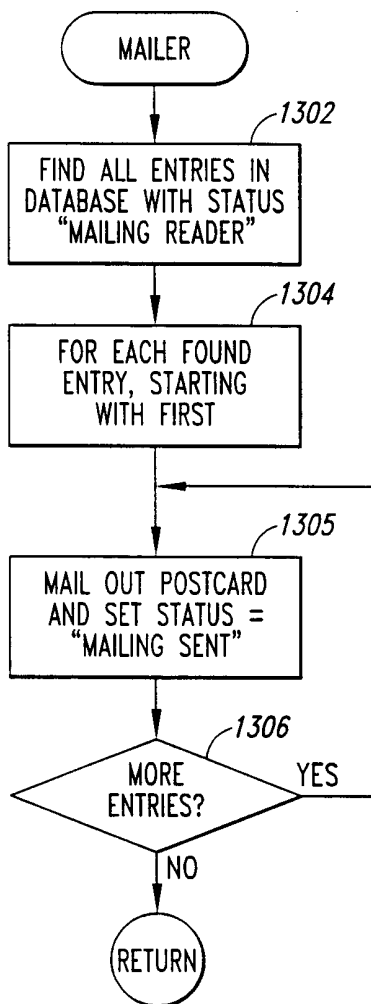 MAILER
1302
FIND ALL ENTRIES IN
DATABASE WITH STATUS
“MAILING READER”
1304
FOR EACH FOUND
ENTRY, STARTING
WITH FIRST
1305
MAIL OUT POSTCARD
AND SET STATUS =
“MAILING SENT”
1306
MORE
ENTRIES?
YES
NO
RETURN